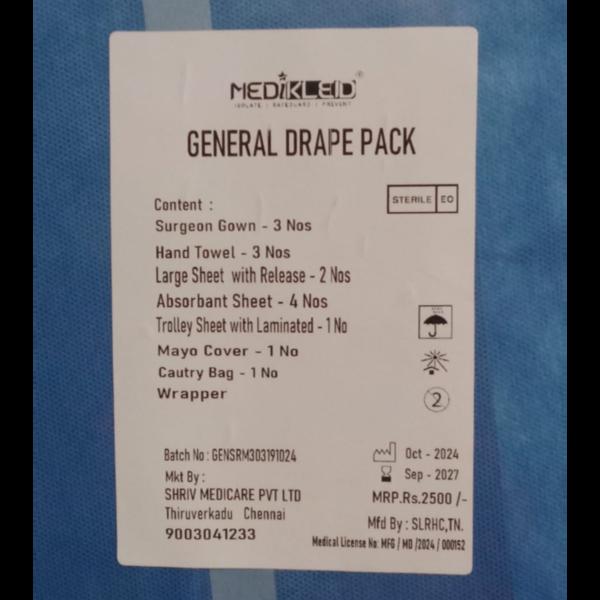 MEDIKLEID®
ISOLATE | SAFEGUARD | PREVENT
GENERAL DRAPE PACK
STERILE EO
Content :
Surgeon Gown - 3 Nos
Hand Towel - 3 Nos
Large Sheet with Release - 2 Nos
Absorbant Sheet - 4 Nos
Trolley Sheet with Laminated - 1 No
Mayo Cover - 1 No
Cautry Bag - 1 No
Wrapper
2
Batch No : GENSRM303191024
Mkt By :
SHRIV MEDICARE PVT LTD
Thiruverkadu Chennai
9003041233
Oct - 2024
Sep - 2027
MRP.Rs.2500 /-
Mfd By : SLRHC,TN.
Medical License No: MFG / MD /2024 / 000152